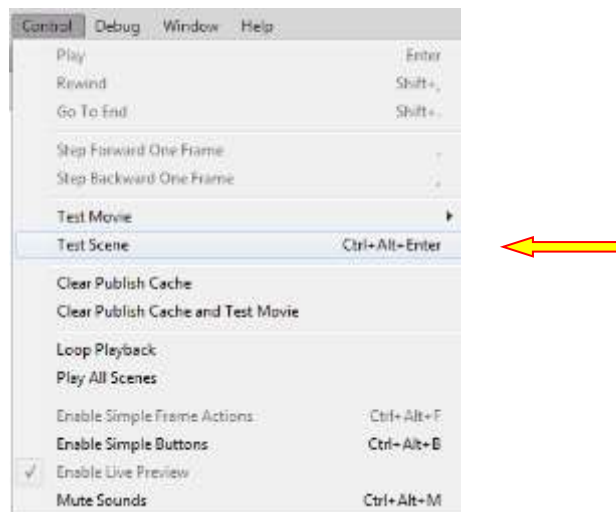 Control Debug Window Help
Play Enter
Rewind Shift+,
Go To End Shift+.
Step Forward One Frame .
Step Backward One Frame ,
Test Movie
Test Scene Ctrl+Alt+Enter
Clear Publish Cache
Clear Publish Cache and Test Movie
Loop Playback
Play All Scenes
Enable Simple Frame Actions Ctrl+Alt+F
Enable Simple Buttons Ctrl+Alt+B
Enable Live Preview
Mute Sounds Ctrl+Alt+M